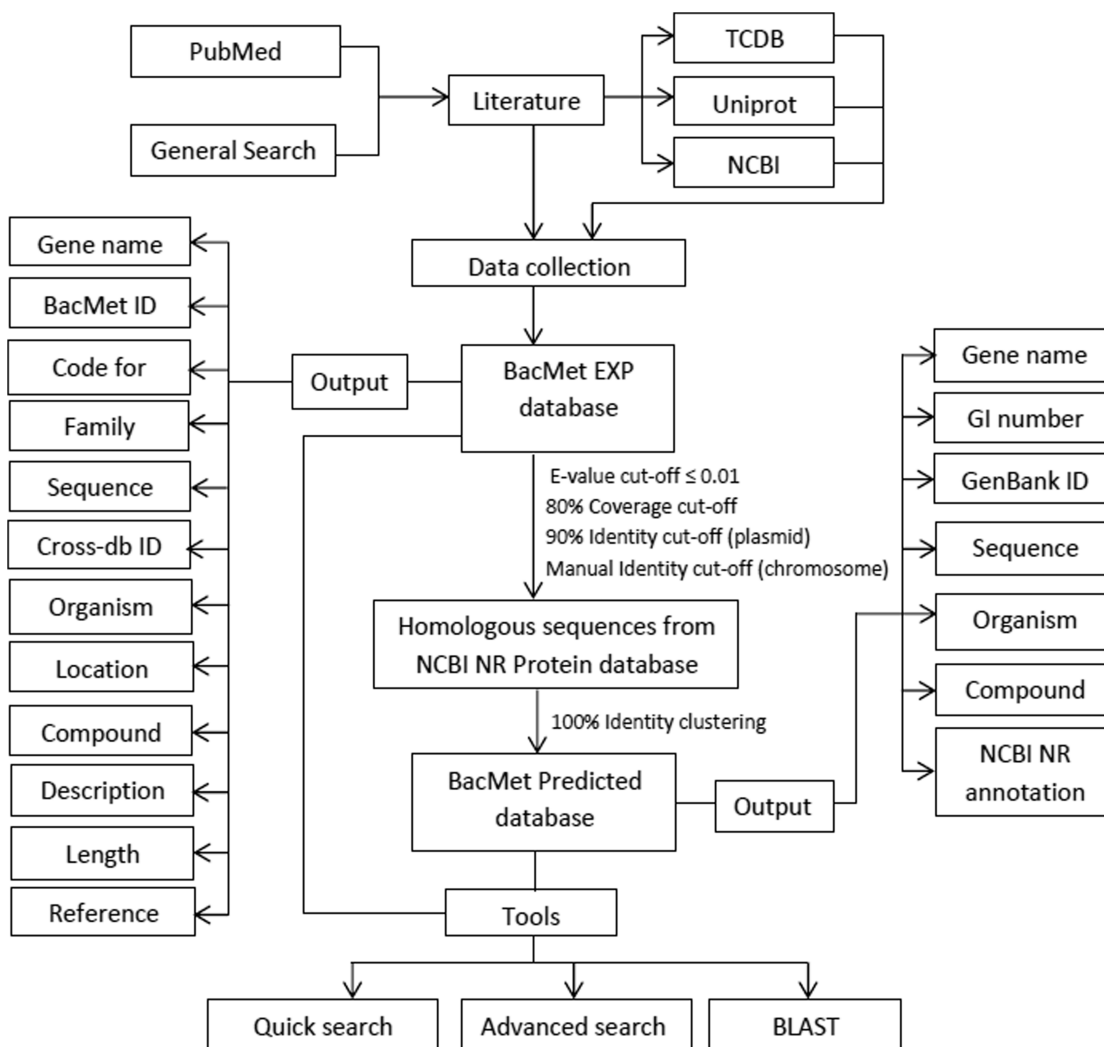 PubMed
General Search
Literature
TCDB
Uniprot
NCBI
Data collection
BacMet EXP
database
Output
Gene name
BacMet ID
Code for
Family
Sequence
Cross-db ID
Organism
Location
Compound
Description
Length
Reference
E-value cut-off ≤ 0.01
80% Coverage cut-off
90% Identity cut-off (plasmid)
Manual Identity cut-off (chromosome)
Homologous sequences from
NCBI NR Protein database
100% Identity clustering
BacMet Predicted
database
Output
Gene name
GI number
GenBank ID
Sequence
Organism
Compound
NCBI NR
annotation
Tools
Quick search
Advanced search
BLAST